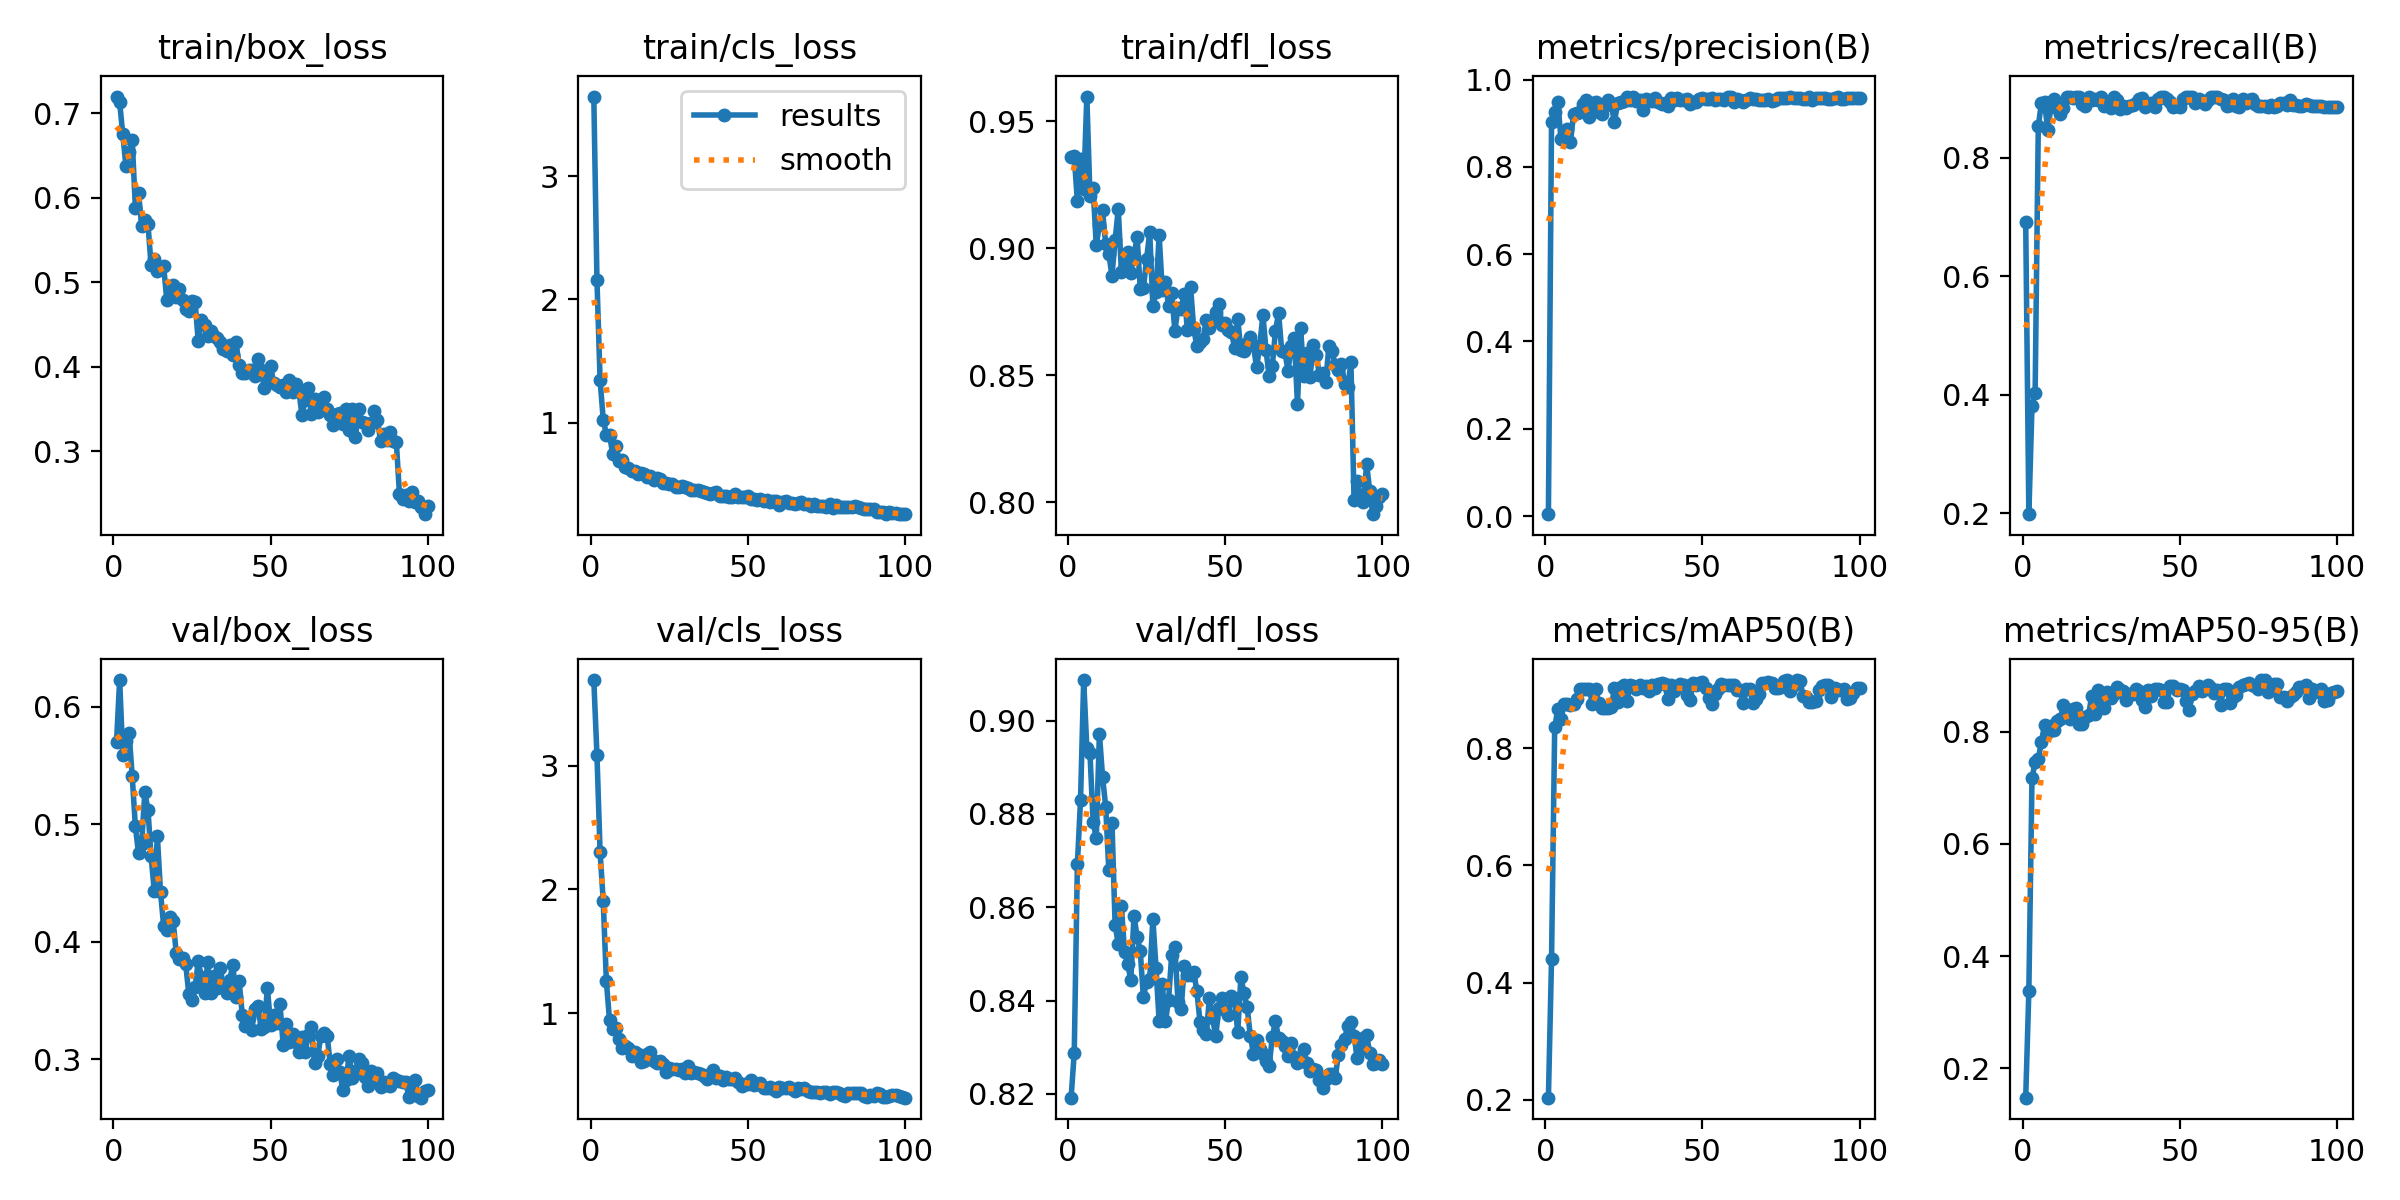 train/box_loss
0.7
0.6
0.5
0.4
0.3
0 50 100
train/cls_loss
results
smooth
3
2
1
0 50 100
train/dfl_loss
0.95
0.90
0.85
0.80
0 50 100
metrics/precision(B)
1.0
0.8
0.6
0.4
0.2
0.0
0 50 100
metrics/recall(B)
0.8
0.6
0.4
0.2
0 50 100
val/box_loss
0.6
0.5
0.4
0.3
0 50 100
val/cls_loss
3
2
1
0 50 100
val/dfl_loss
0.90
0.88
0.86
0.84
0.82
0 50 100
metrics/mAP50(B)
0.8
0.6
0.4
0.2
0 50 100
metrics/mAP50-95(B)
0.8
0.6
0.4
0.2
0 50 100